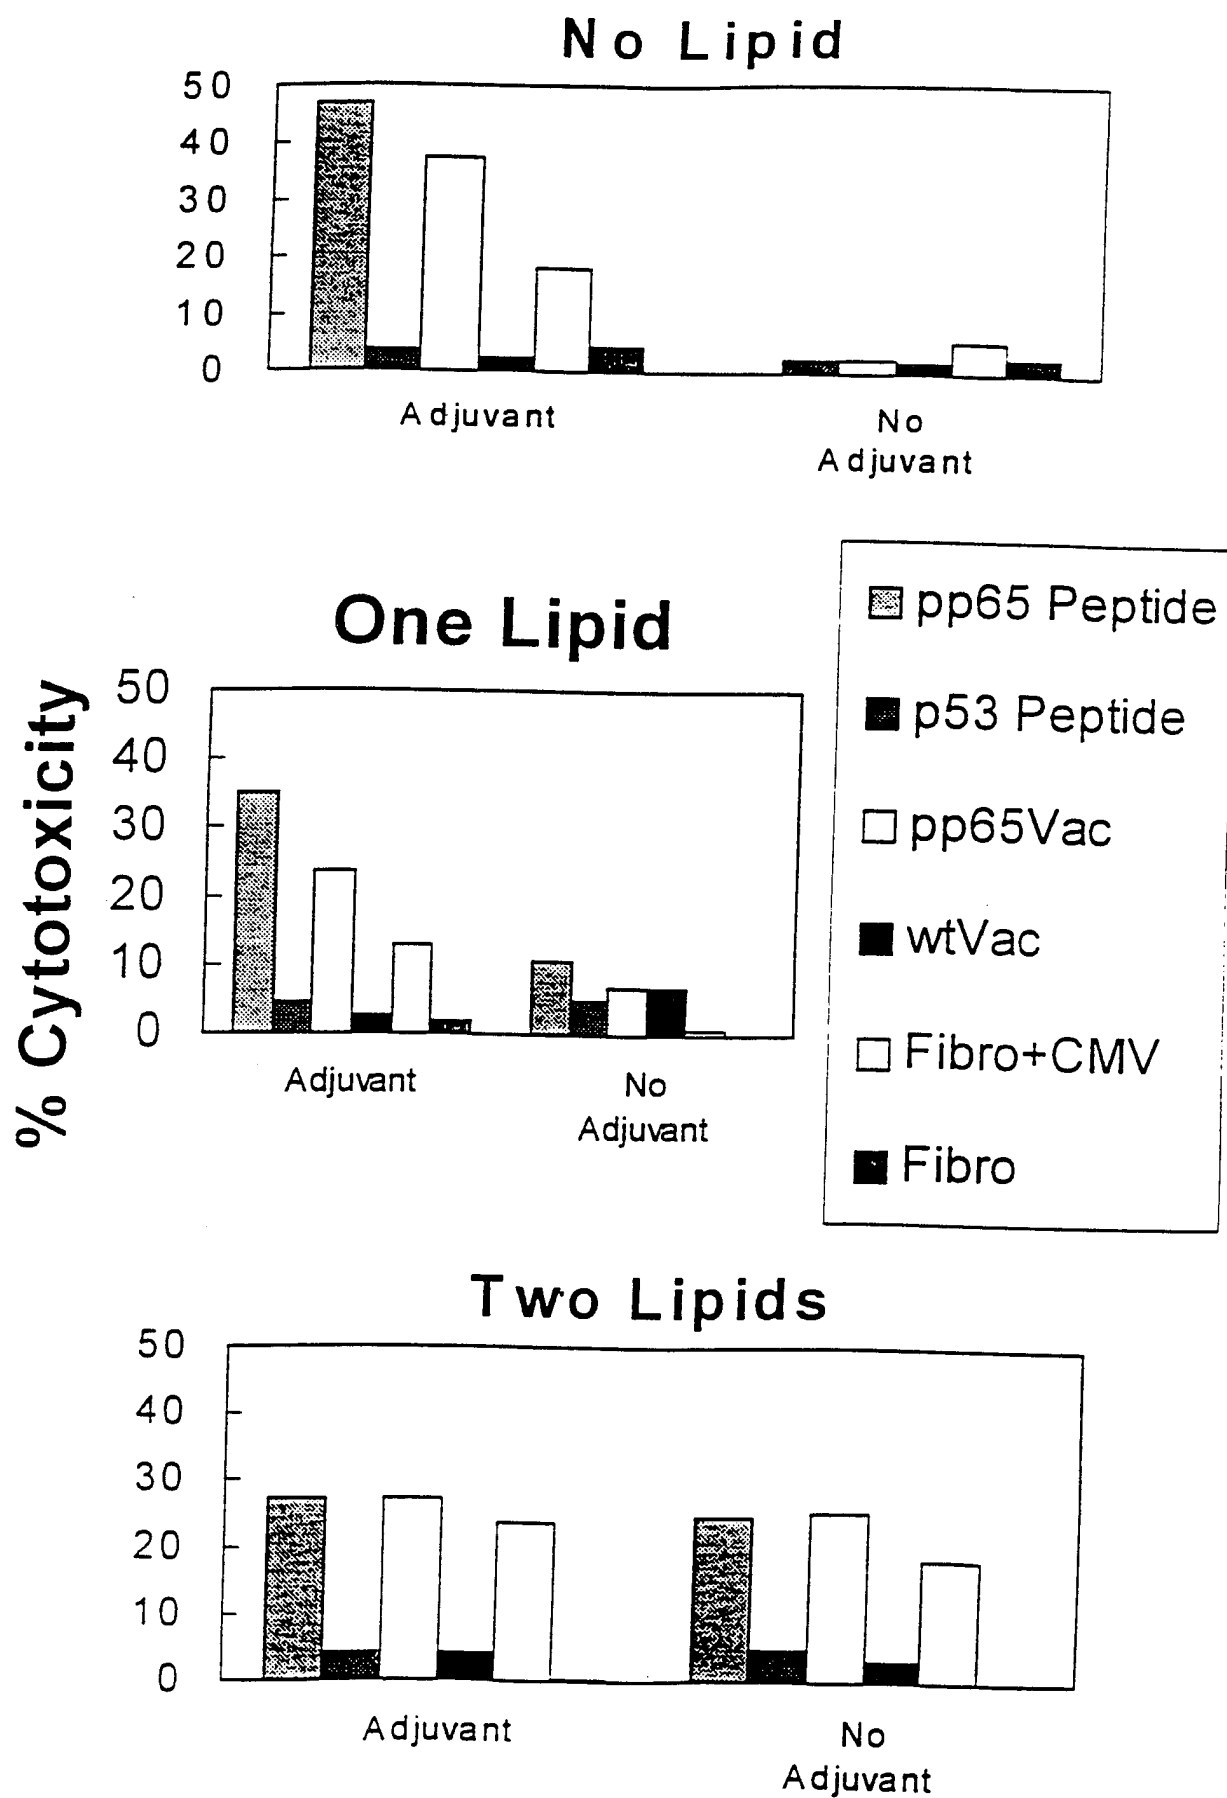 No Lipid
50
40
30
20
10
0
Adjuvant
No
Adjuvant
One Lipid
% Cytotoxicity
50
40
30
20
10
0
Adjuvant
No
Adjuvant
pp65 Peptide
p53 Peptide
pp65Vac
wtVac
Fibro+CMV
Fibro
Two Lipids
50
40
30
20
10
0
Adjuvant
No
Adjuvant